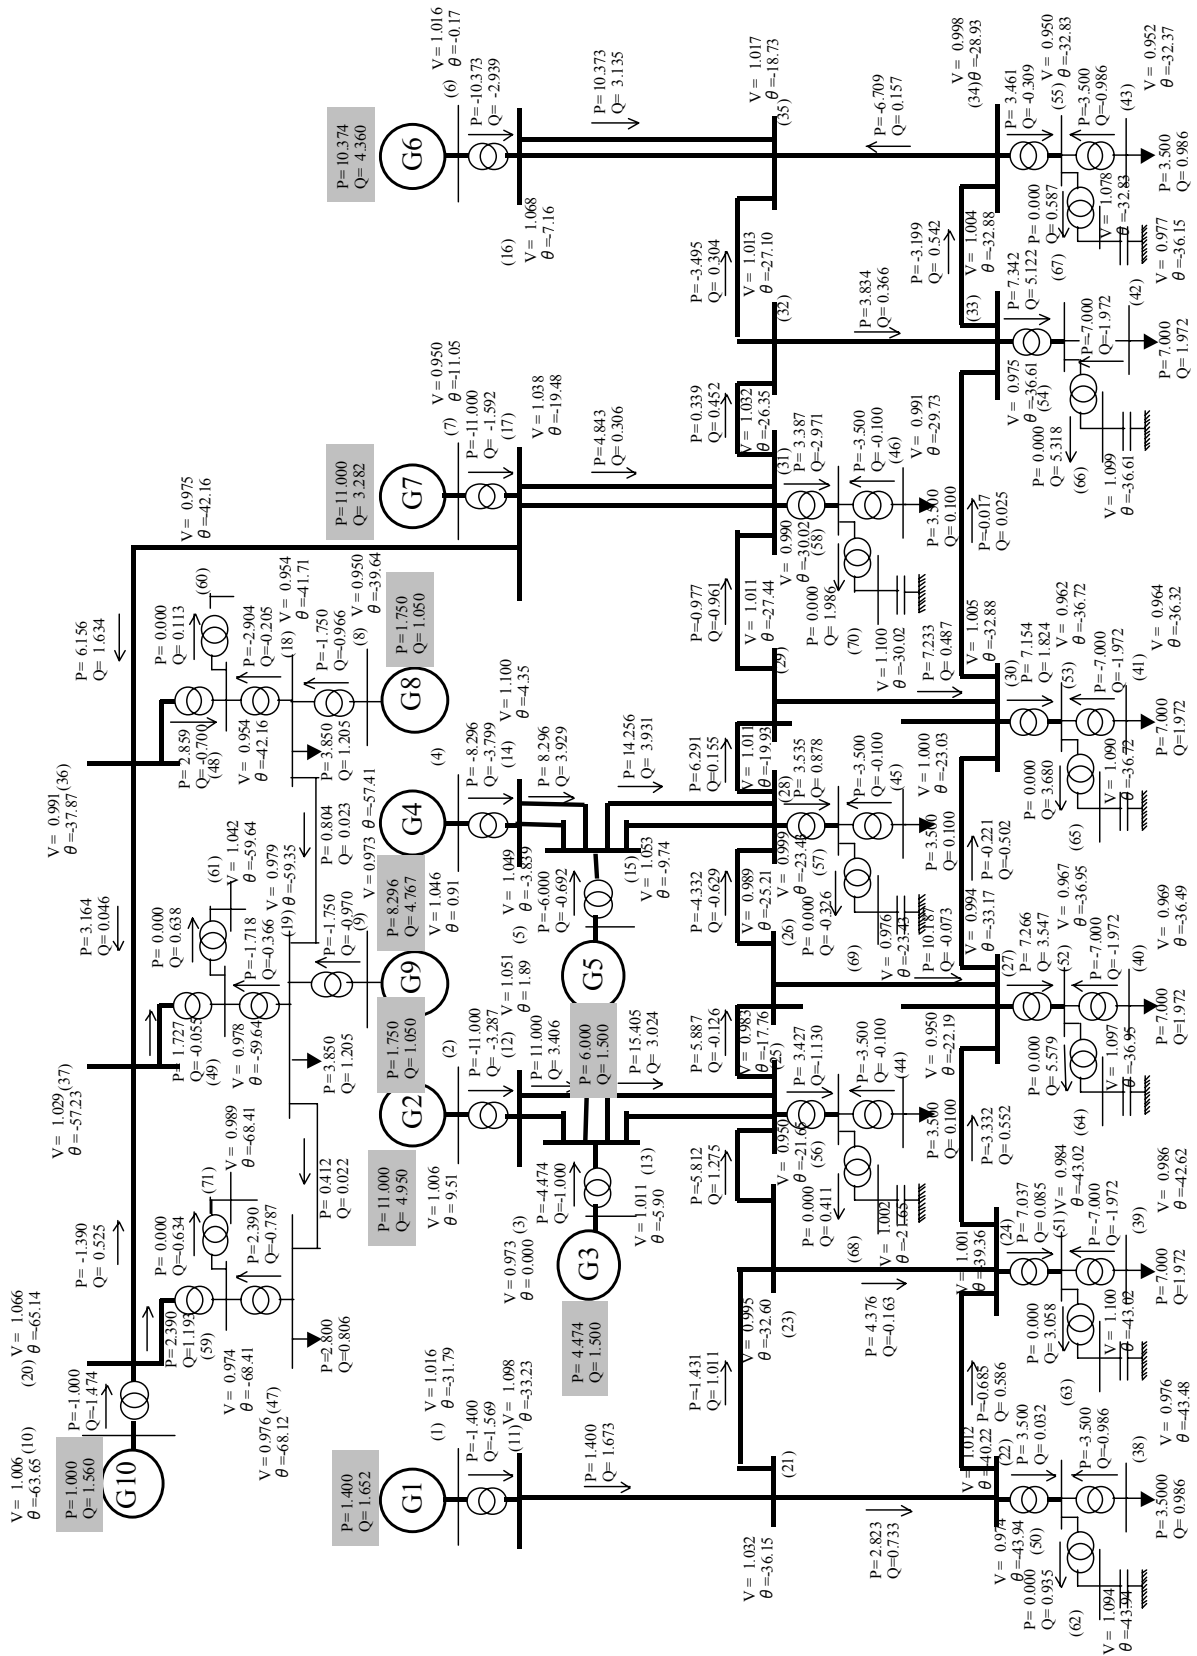 V = 1.006
θ =-63.65 (10)
P= 1.000
Q= 1.560
G10
P=-1.000
Q=-1.474
(20)
V = 1.066
θ =-65.14
P= -1.390
Q= 0.525
V = 1.029
θ =-57.23
(37)
P= 3.164
Q= 0.046
V = 0.991
θ =-37.87
(36)
P= 6.156
Q= 1.634
V = 0.975
θ =-42.16
P= 2.390
Q= 1.193
(59)
P= 0.000
Q=-0.634
(71)
V = 0.989
θ =-68.41
V = 0.974
θ =-68.41
P= 2.390
Q=-0.787
V = 0.976
θ =-68.12
(47)
P= 2.800
Q= 0.806
P= 0.412
Q= 0.022
P= 1.727
Q= -0.055
(49)
P= 0.000
Q= 0.638
(61)
V = 1.042
θ =-59.64
V = 0.978
θ =-59.64
P= -1.718
Q= -0.366
V = 0.979
(19) θ =-59.35
P= 3.850
Q= 1.205
P= -1.750
Q= -0.970
(9)
V = 0.973
θ =-57.41
G9
P= 1.750
Q= 1.050
P= 0.804
Q= 0.023
P= 2.859
Q= -0.700
(48)
P= 0.000
Q= 0.113
(60)
V = 0.954
θ =-42.16
P= -2.904
Q=-0.205
(18)
V = 0.954
θ =-41.71
P= 3.850
Q= 1.205
P= -1.750
Q=-0.966
(8)
V = 0.950
θ =-39.64
G8
P= 1.750
Q= 1.050
P= 1.400
Q= 1.652
G1
(1)
V = 1.016
θ =-31.79
P= -1.400
Q=-1.569
(11)
V = 1.098
θ =-33.23
P= 1.400
Q= 1.673
P= 11.000
Q= 4.950
G2
V = 1.006
θ = 9.51
(2)
P= -11.000
Q= -3.287
(12)
V = 1.051
θ = 1.89
P= 11.000
Q= 3.406
P= 15.405
Q= 3.024
P= 4.474
Q= 1.500
G3
V = 0.973
θ = 0.000
(3)
P= -4.474
Q= -1.000
(13)
V = 1.011
θ =-5.90
P= 8.296
Q= 4.767
G4
V = 1.046
θ = 0.91
(4)
P= -8.296
Q= -3.799
(14)
V = 1.100
θ =-4.35
P= 8.296
Q= 3.929
P= 14.256
Q= 3.931
P= 6.000
Q= 1.500
G5
(5)
V = 1.049
θ =-3.839
P= -6.000
Q= -0.692
(15)
V = 1.053
θ =-9.74
P= 11.000
Q= 3.282
G7
(7)
V = 0.950
θ =-11.05
P= -11.000
Q= -1.592
(17)
V = 1.038
θ =-19.48
P= 4.843
Q= 0.306
P= 10.374
Q= 4.360
G6
(6)
V = 1.016
θ =-0.17
P= -10.373
Q= -2.939
(16)
V = 1.068
θ =-7.16
P= 10.373
Q= 3.135
V = 1.032
θ =-36.15
(21)
P= -1.431
Q= 1.011
V = 0.995
θ =-32.60
(23)
P= -5.812
Q= 1.275
V = 0.950
θ =-21.65
(56)
P= 5.887
Q= -0.126
V = 0.983
θ =-17.76
(25)
V = 0.989
θ =-25.21
(26)
P= -4.332
Q= -0.629
V = 0.999
θ =-23.43
(57)
P= 6.291
Q= 0.155
V = 1.011
θ =-19.93
(28)
V = 1.011
θ =-27.44
(29)
P= -0.977
Q= -0.961
V = 0.990
θ =-30.02
(58)
P= 0.339
Q= 0.452
V = 1.032
θ =-26.35
(31)
V = 1.013
θ =-27.10
(32)
P= -3.495
Q= 0.304
V = 1.017
θ =-18.73
(35)
P= 3.427
Q= -1.130
P= -3.500
Q= -0.100
(44)
V = 0.950
θ =-22.19
P= 3.500
Q= 0.100
P= 0.000
Q= 0.411
(68)
V = 1.002
θ =-21.65
P= 3.535
Q= 0.878
P= -3.500
Q= -0.100
(45)
V = 1.000
θ =-23.03
P= 3.500
Q= 0.100
P= 0.000
Q= -0.326
(69)
V = 0.976
θ =-23.43
P= 3.387
Q=-2.971
P= -3.500
Q= -0.100
(46)
V = 0.991
θ =-29.73
P= 3.500
Q= 0.100
P= 0.000
Q= 1.986
(70)
V = 1.100
θ =-30.02
P= 2.823
Q=0.733
P= 4.376
Q= -0.163
P= 10.187
Q= -0.073
P= 7.233
Q= 0.487
P= 3.834
Q= 0.366
P= -6.709
Q= 0.157
P= -0.685
Q= 0.586
V = 1.012
θ =-40.22
(22)
V = 0.974
θ =-43.94
(50)
P= 3.500
Q= 0.032
P= -3.500
Q=-0.986
(38)
V = 0.976
θ =-43.48
P= 3.5000
Q= 0.986
P= 0.000
Q= 0.935
(62)
V = 1.094
θ =-43.94
P= -3.332
Q= 0.552
V = 1.001
θ =-39.36
(24)
P= 7.037
Q= 0.085
(51)
V = 0.984
θ =-43.02
P= -7.000
Q= -1.972
(39)
V = 0.986
θ =-42.62
P= 7.000
Q=1.972
P= 0.000
Q= 3.058
(63)
V = 1.100
θ =-43.02
P= -0.221
Q= -0.502
V = 0.994
θ =-33.17
(27)
P= 7.266
Q= 3.547
(52)
V = 0.967
θ =-36.95
P= -7.000
Q= -1.972
(40)
V = 0.969
θ =-36.49
P= 7.000
Q=1.972
P= 0.000
Q= 5.579
(64)
V = 1.097
θ =-36.95
V = 1.005
θ =-32.88
(30)
P= 7.154
Q= 1.824
(53)
V = 0.962
θ =-36.72
P= -7.000
Q= -1.972
(41)
V = 0.964
θ =-36.32
P= 7.000
Q=1.972
P= 0.000
Q= 3.680
(65)
V = 1.090
θ =-36.72
P= -0.017
Q= 0.025
P= -3.199
Q= 0.542
V = 1.004
θ =-32.88
(33)
P= 7.342
Q= 5.122
V = 0.975
θ =-36.61
(54)
P= -7.000
Q= -1.972
(42)
V = 0.977
θ =-36.15
P= 7.000
Q= 1.972
P= 0.000
Q= 5.318
(66)
V = 1.099
θ =-36.61
V = 0.998
(34) θ =-28.93
P= 3.461
Q= -0.309
(55)
V = 0.950
θ =-32.83
P= -3.500
Q= -0.986
(43)
V = 0.952
θ =-32.37
P= 3.500
Q= 0.986
P= 0.000
Q= 0.587
(67)
V = 1.078
θ =-32.83